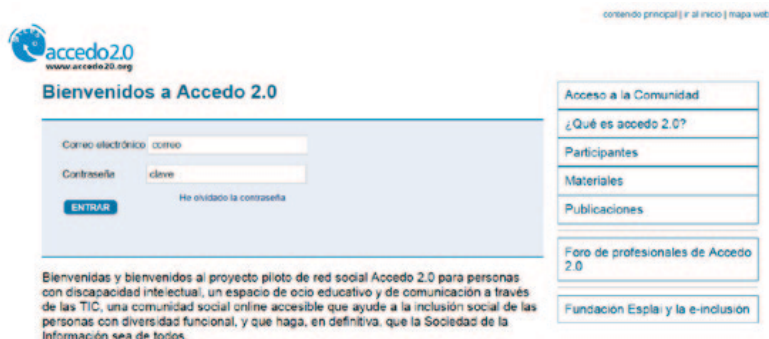 contenido principal | ir al inicio | mapa web
accedo2.0
www.accedo20.org
Bienvenidos a Accedo 2.0
Correo electrónico correo
Contraseña clave
ENTRAR He olvidado la contraseña
Bienvenidas y bienvenidos al proyecto piloto de red social Accedo 2.0 para personas
con discapacidad intelectual, un espacio de ocio educativo y de comunicación a través
de las TIC, una comunidad social online accesible que ayude a la inclusión social de las
personas con diversidad funcional, y que haga, en definitiva, que la Sociedad de la
Información sea de todos.
Acceso a la Comunidad
¿Qué es accedo 2.0?
Participantes
Materiales
Publicaciones
Foro de profesionales de Accedo
2.0
Fundación Esplai y la e-inclusión